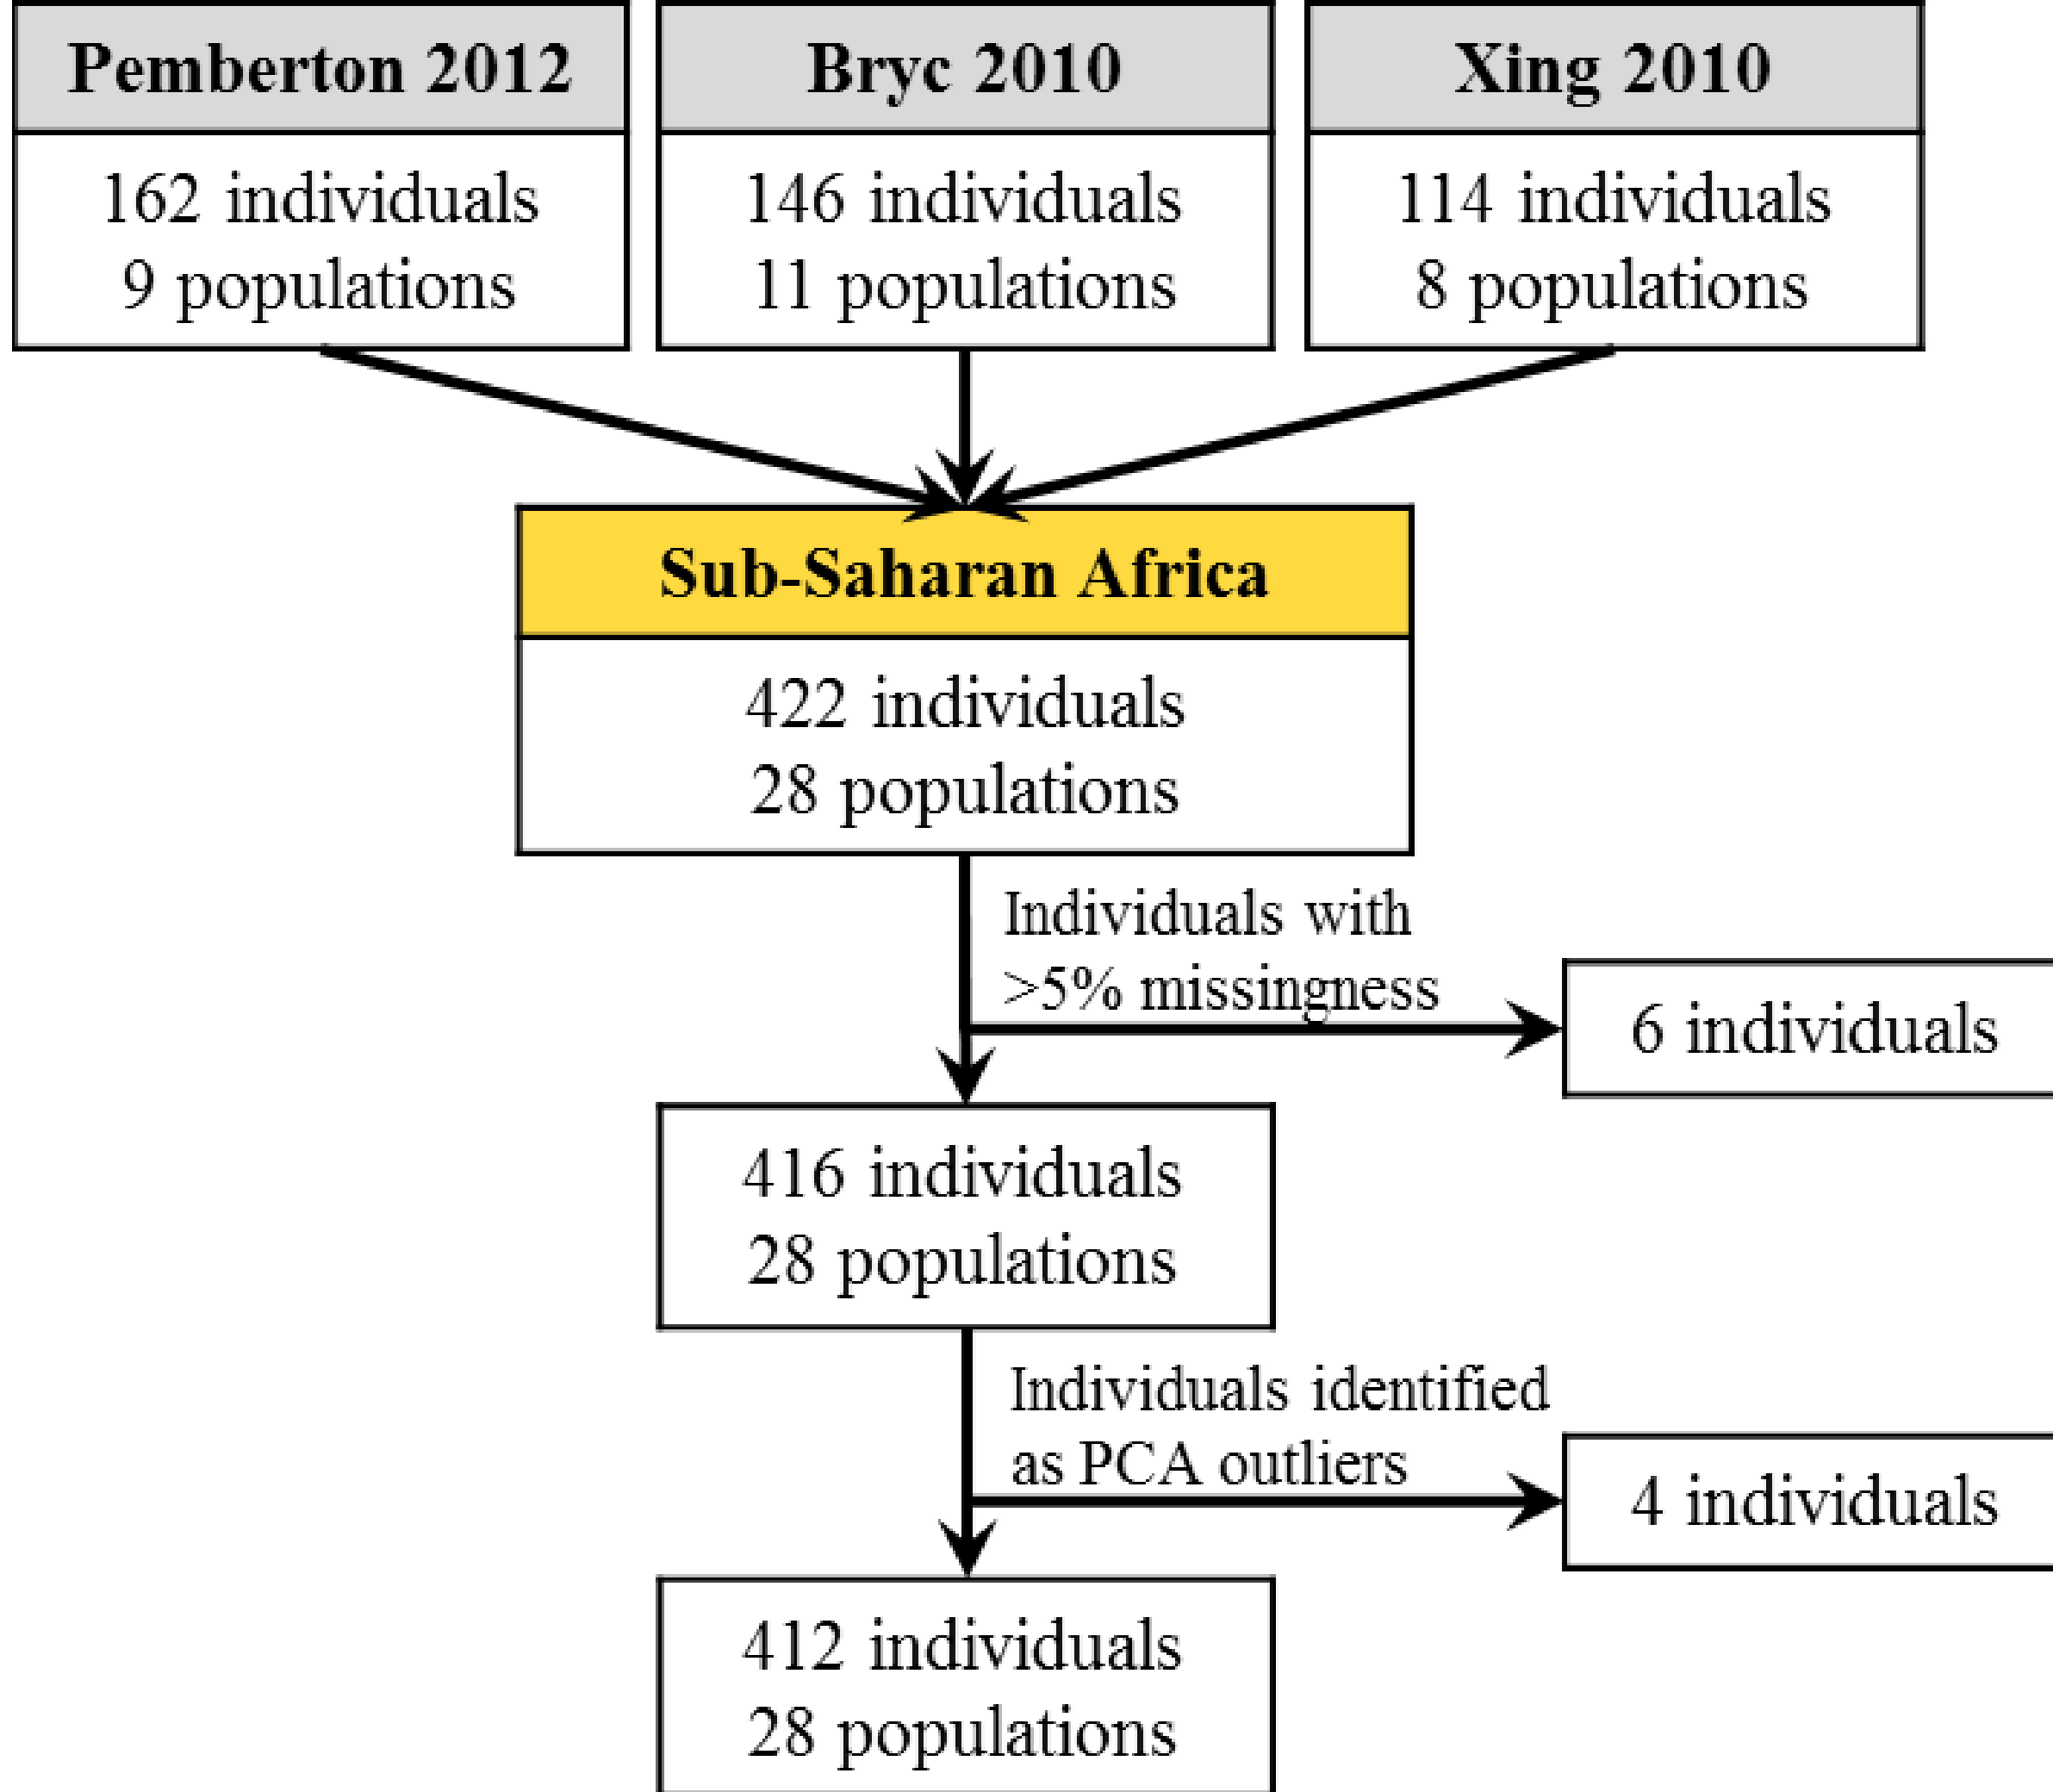 Pemberton 2012
162 individuals
9 populations
Bryc 2010
146 individuals
11 populations
Xing 2010
114 individuals
8 populations
Sub-Saharan Africa
422 individuals
28 populations
Individuals with
>5% missingness
6 individuals
416 individuals
28 populations
Individuals identified
as PCA outliers
4 individuals
412 individuals
28 populations